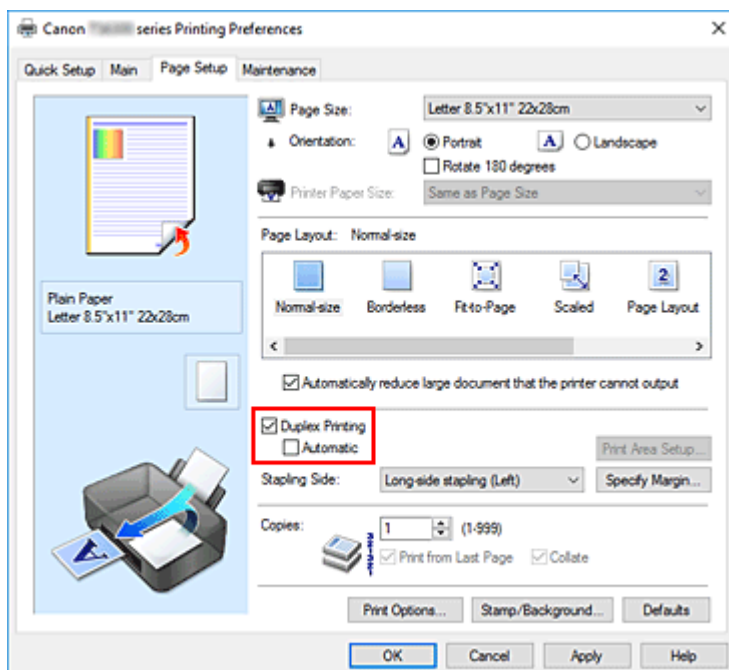 Canon series Printing Preferences
Quick Setup Main Page Setup Maintenance
Page Size: Letter 8.5"x11" 22x28cm
Orientation: A Portrait A Landscape
Rotate 180 degrees
Printer Paper Size: Same as Page Size
Page Layout: Normal-size
2
Normal-size Borderless Fit-to-Page Scaled Page Layout
Plain Paper
Letter 8.5"x11" 22x28cm
Automatically reduce large document that the printer cannot output
Duplex Printing
Automatic
Print Area Setup...
Stapling Side: Long-side stapling (Left) Specify Margin...
Copies: 1 (1-999)
Print from Last Page Collate
A
Print Options... Stamp/Background... Defaults
OK Cancel Apply Help